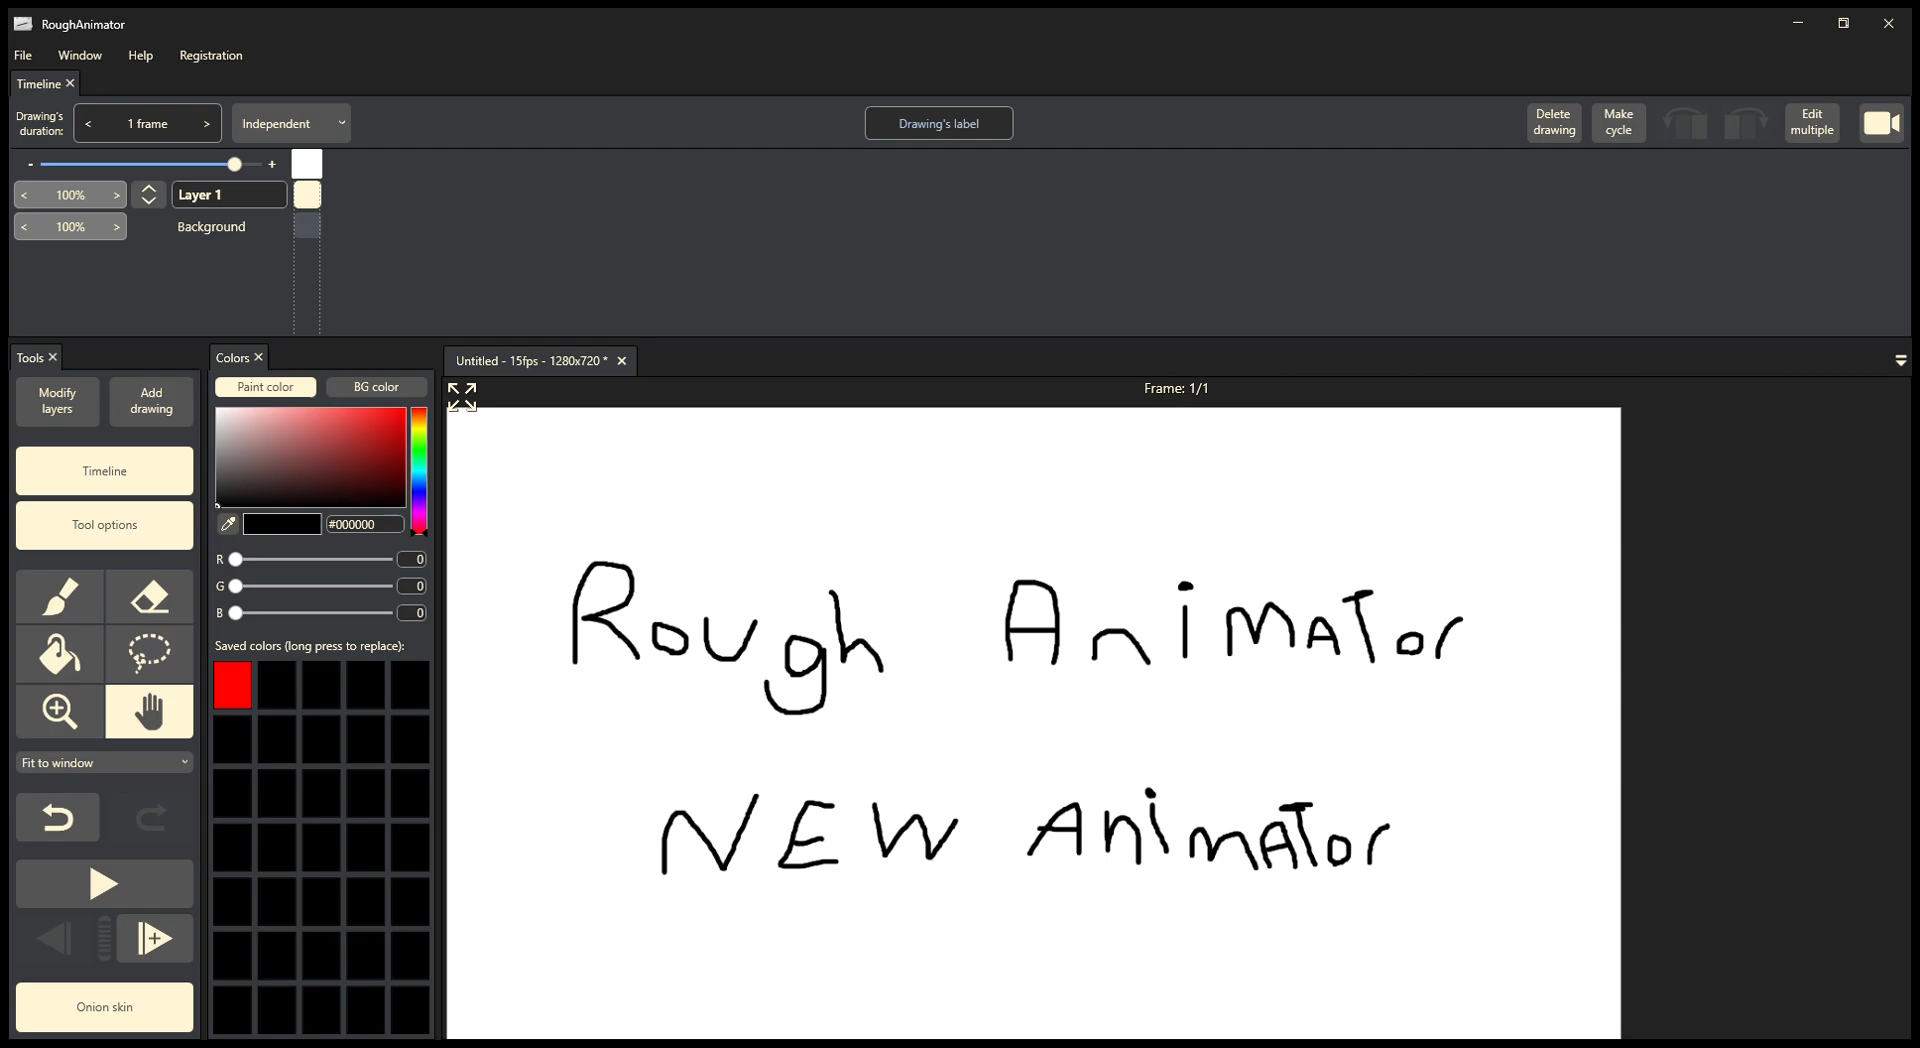 RoughAnimator
File Window Help Registration
Timeline
Drawing's duration: < 1 frame > Independent Drawing's label Delete drawing Make cycle Edit multiple
- +
< 100% > Layer 1
< 100% > Background
Tools
Modify layers Add drawing
Timeline
Tool options
Fit to window
Onion skin
Colors
Paint color BG color
#000000
R 0
G 0
B 0
Saved colors (long press to replace):
Untitled - 15fps - 1280x720 *
Frame: 1/1
Rough AniMATor
NEW AnimATor